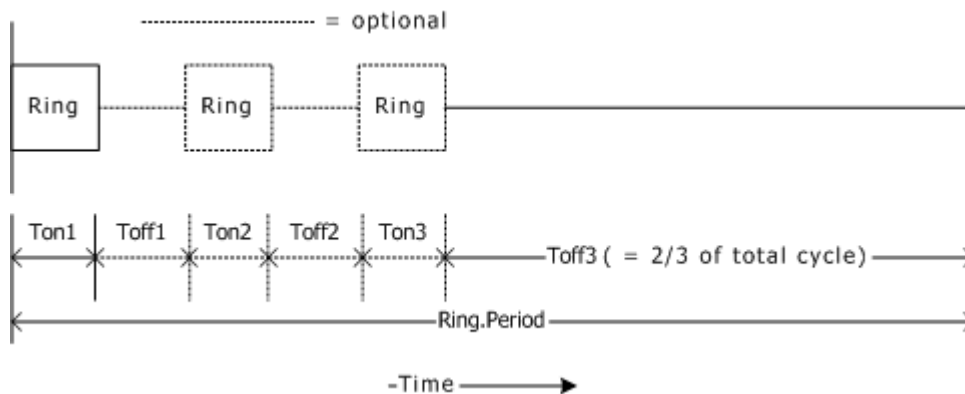 = optional
Ring Ring Ring
Ton1 Toff1 Ton2 Toff2 Ton3
Toff3 ( = 2/3 of total cycle)
Ring.Period
-Time